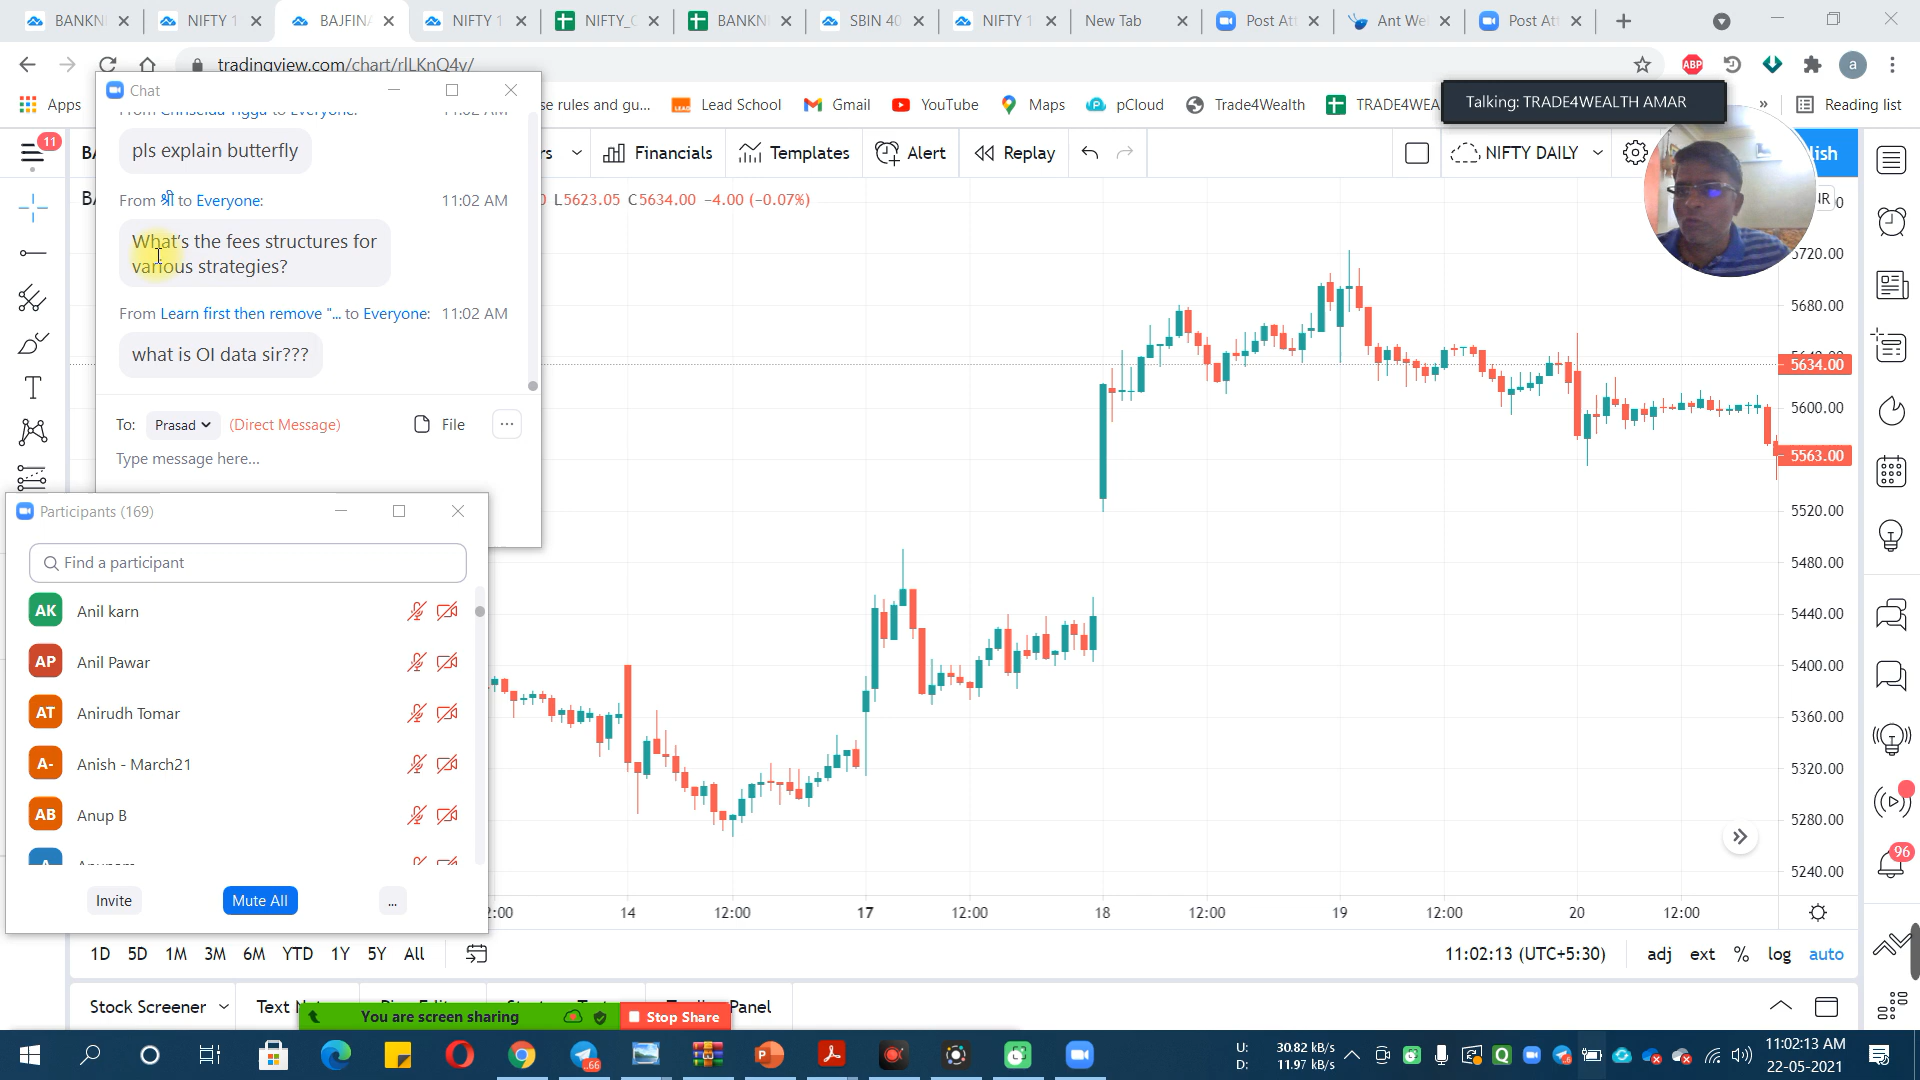 BANKN
NIFTY 1
BAJFINA
NIFTY 1
NIFTY_C
BANKN
SBIN 40
NIFTY 1
New Tab
Post Att
Ant We
Post Att
tradingview.com/chart/rlLKnQ4v/
ABP
a
Apps
se rules and gu...
Lead School
Gmail
YouTube
Maps
pCloud
Trade4Wealth
TRADE4WEA
»
Reading list
Talking: TRADE4WEALTH AMAR
Chat
11
rs
Financials
Templates
Alert
Replay
NIFTY DAILY
lish
L5623.05 C5634.00 −4.00 (−0.07%)
pls explain butterfly
From श्री to Everyone: 11:02 AM
What's the fees structures for
various strategies?
From Learn first then remove "... to Everyone: 11:02 AM
what is OI data sir???
To: Prasad (Direct Message) File ...
Type message here...
Participants (169)
Find a participant
AK Anil karn
AP Anil Pawar
AT Anirudh Tomar
A- Anish - March21
AB Anup B
Invite
Mute All
...
5720.00
5680.00
5634.00
5600.00
5563.00
5520.00
5480.00
5440.00
5400.00
5360.00
5320.00
5280.00
5240.00
96
14 12:00 17 12:00 18 12:00 19 12:00 20 12:00
1D 5D 1M 3M 6M YTD 1Y 5Y All
11:02:13 (UTC+5:30) adj ext % log auto
Stock Screener
Text N
Panel
You are screen sharing
Stop Share
66
U: 30.82 kB/s
D: 11.97 kB/s
11:02:13 AM
22-05-2021